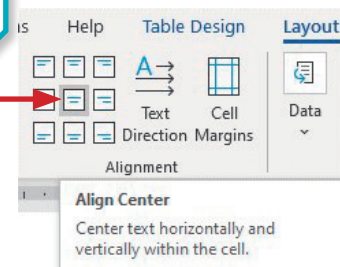 Help Table Design Layout
Text Cell Data
Direction Margins
Alignment
Align Center
Center text horizontally and
vertically within the cell.